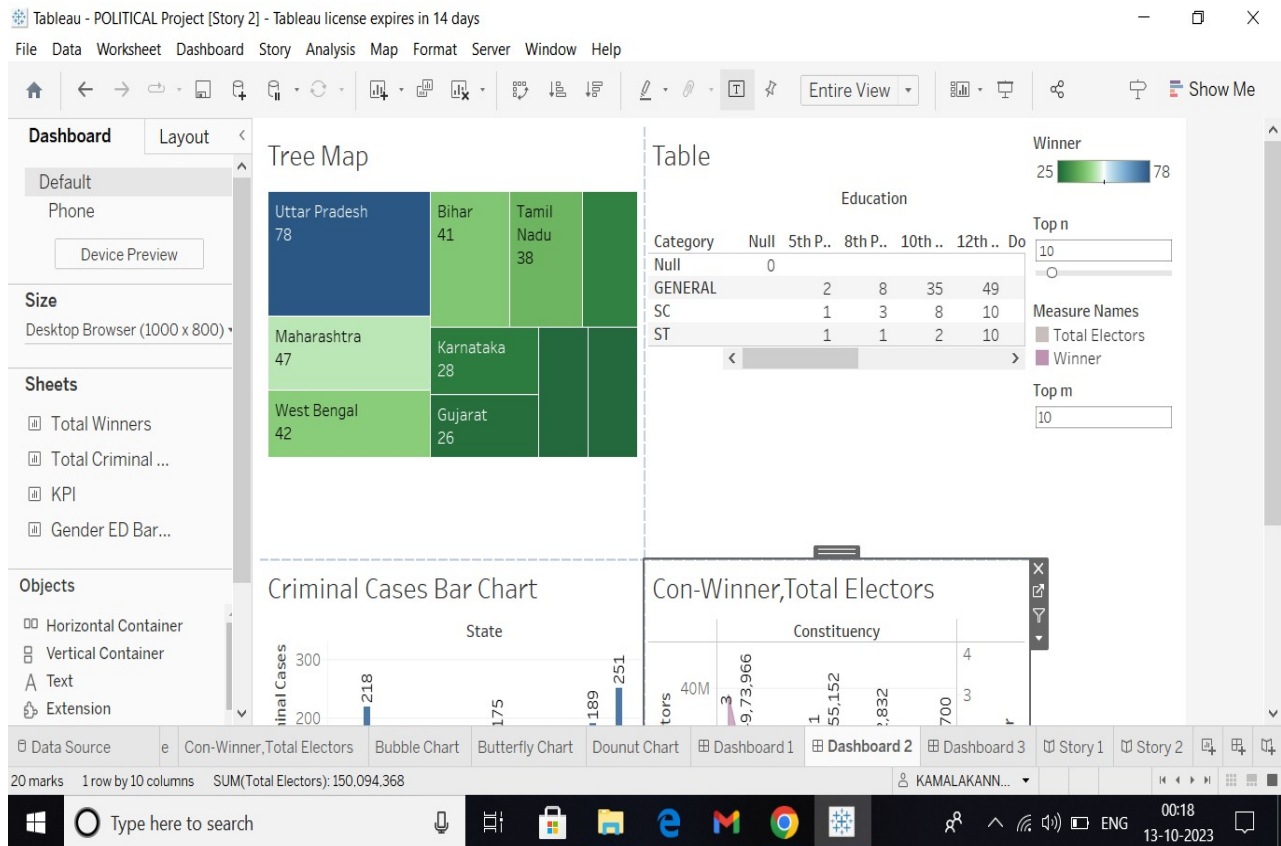 Tableau - POLITICAL Project [Story 2] - Tableau license expires in 14 days
File Data Worksheet Dashboard Story Analysis Map Format Server Window Help
Entire View
Show Me
Dashboard Layout
Default
Phone
Device Preview
Size
Desktop Browser (1000 x 800)
Sheets
Total Winners
Total Criminal ...
KPI
Gender ED Bar...
Objects
Horizontal Container
Vertical Container
Text
Extension
Tree Map
Uttar Pradesh
78
Maharashtra
47
West Bengal
42
Bihar
41
Tamil
Nadu
38
Karnataka
28
Gujarat
26
Table
Education
Category Null 5th P.. 8th P.. 10th .. 12th .. Do
Null 0
GENERAL 2 8 35 49
SC 1 3 8 10
ST 1 1 2 10
Winner
25 78
Top n
10
Measure Names
Total Electors
Winner
Top m
10
Criminal Cases Bar Chart
State
300
200
218
175
189
251
Con-Winner,Total Electors
Constituency
40M
3
1
4
3
Data Source e Con-Winner,Total Electors Bubble Chart Butterfly Chart Dounut Chart Dashboard 1 Dashboard 2 Dashboard 3 Story 1 Story 2
20 marks 1 row by 10 columns SUM(Total Electors): 150,094,368
KAMALAKANN...
Type here to search
ENG
00:18
13-10-2023